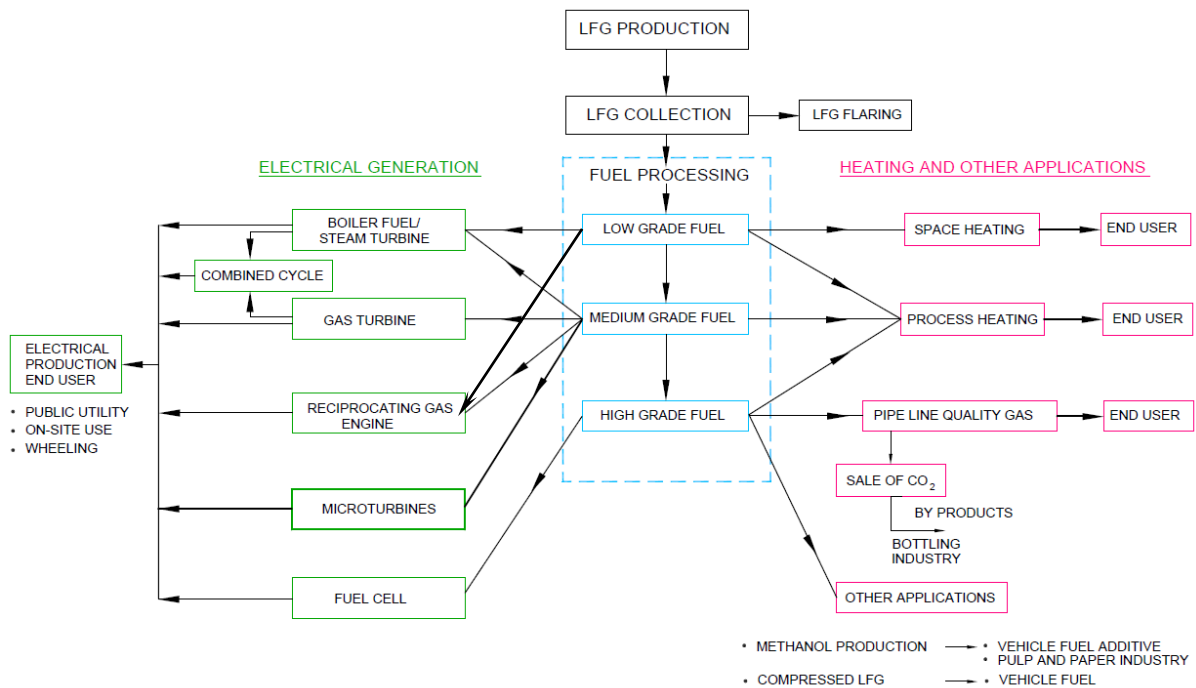 LFG PRODUCTION
LFG COLLECTION
LFG FLARING
ELECTRICAL GENERATION
FUEL PROCESSING
HEATING AND OTHER APPLICATIONS
BOILER FUEL/
STEAM TURBINE
LOW GRADE FUEL
SPACE HEATING
END USER
COMBINED CYCLE
GAS TURBINE
MEDIUM GRADE FUEL
PROCESS HEATING
END USER
ELECTRICAL
PRODUCTION
END USER
• PUBLIC UTILITY
• ON-SITE USE
• WHEELING
RECIPROCATING GAS
ENGINE
HIGH GRADE FUEL
PIPE LINE QUALITY GAS
END USER
SALE OF CO2
MICROTURBINES
BY PRODUCTS
BOTTLING
INDUSTRY
FUEL CELL
OTHER APPLICATIONS
• METHANOL PRODUCTION • VEHICLE FUEL ADDITIVE
• PULP AND PAPER INDUSTRY
• COMPRESSED LFG • VEHICLE FUEL